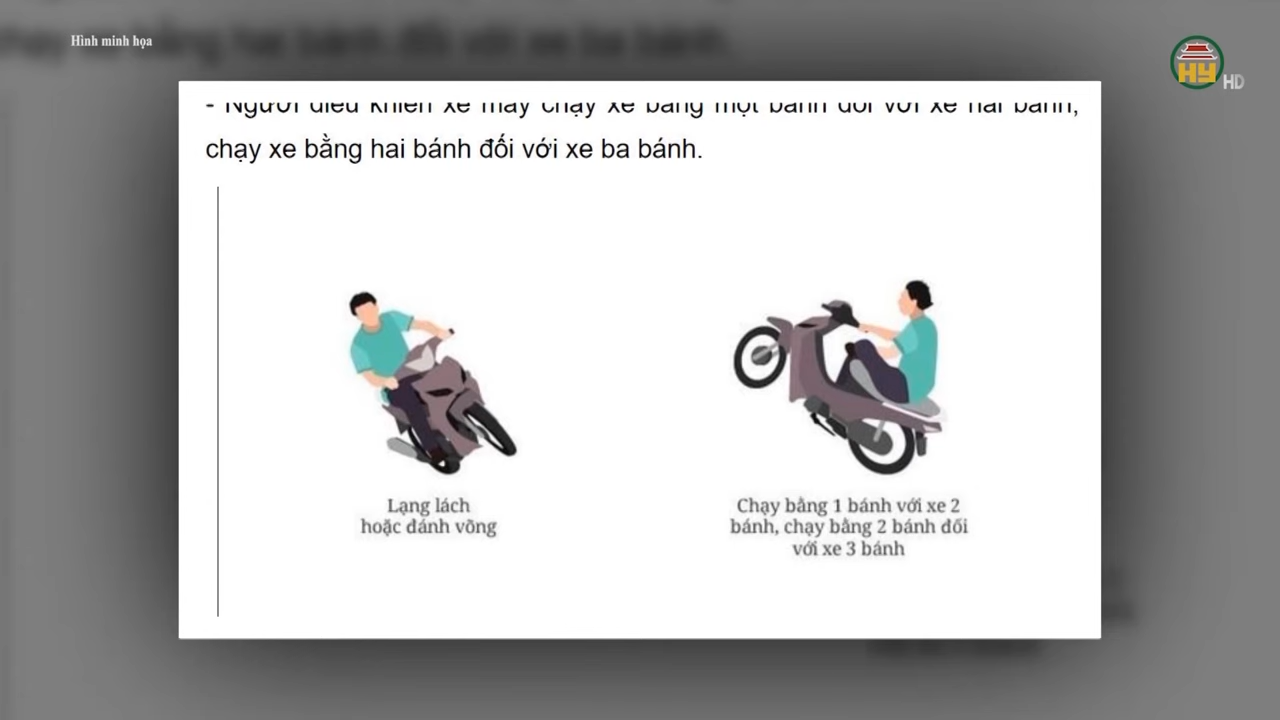 Hình minh họa
HY HD
- Người điều khiển xe máy chạy xe bằng một bánh đối với xe hai bánh,
chạy xe bằng hai bánh đối với xe ba bánh.
Lạng lách
hoặc đánh võng
Chạy bằng 1 bánh với xe 2
bánh, chạy bằng 2 bánh đối
với xe 3 bánh